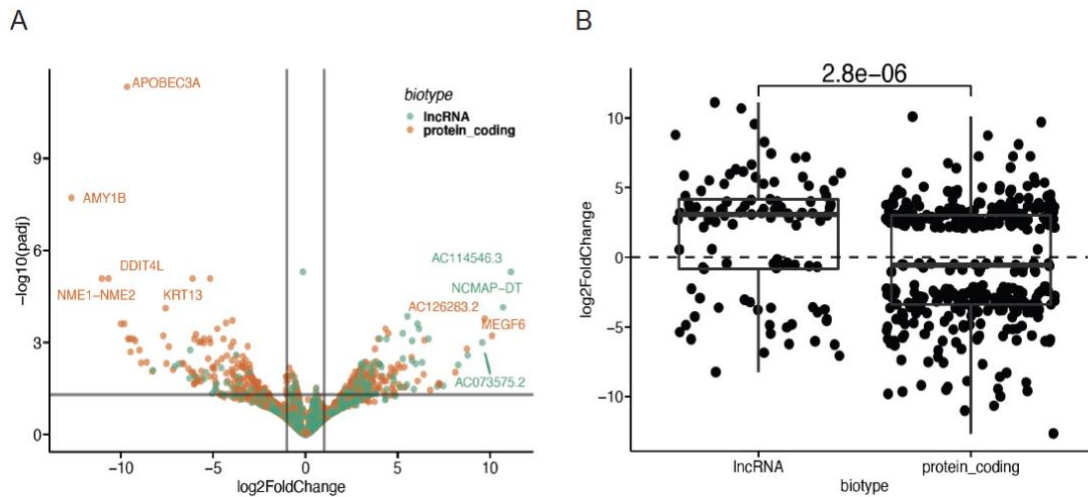 A
APOBEC3A
AMY1B
DDIT4L
NME1-NME2
KRT13
AC114546.3
NCMAP-DT
AC126283.2
MEGF6
AC073575.2
biotype
lncRNA
protein_coding
-log10(padj)
9
6
3
0
-10
-5
0
5
10
log2FoldChange
B
2.8e-06
log2FoldChange
10
5
0
-5
-10
lncRNA
protein_coding
biotype